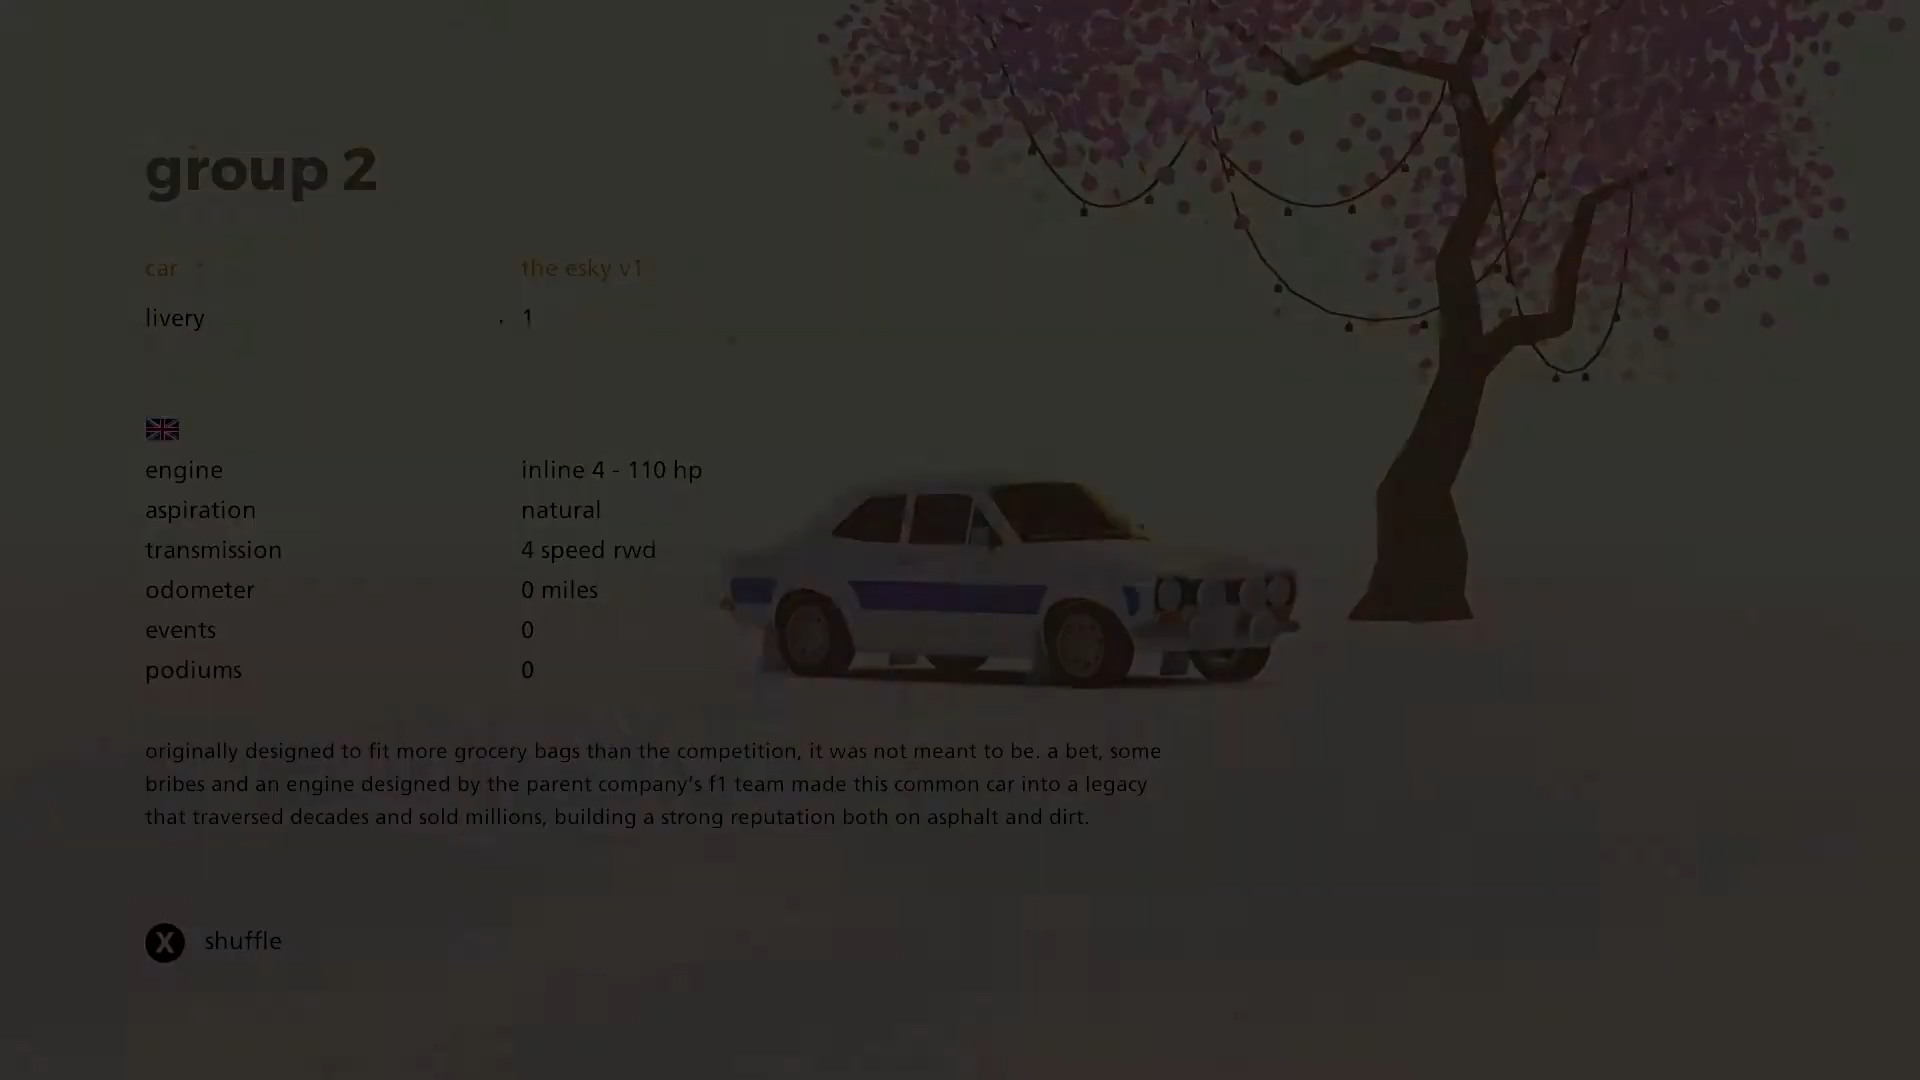 group 2
car the esky v1
livery 1
engine inline 4 - 110 hp
aspiration natural
transmission 4 speed rwd
odometer 0 miles
events 0
podiums 0
originally designed to fit more grocery bags than the competition, it was not meant to be. a bet, some
bribes and an engine designed by the parent company's f1 team made this common car into a legacy
that traversed decades and sold millions, building a strong reputation both on asphalt and dirt.
X shuffle